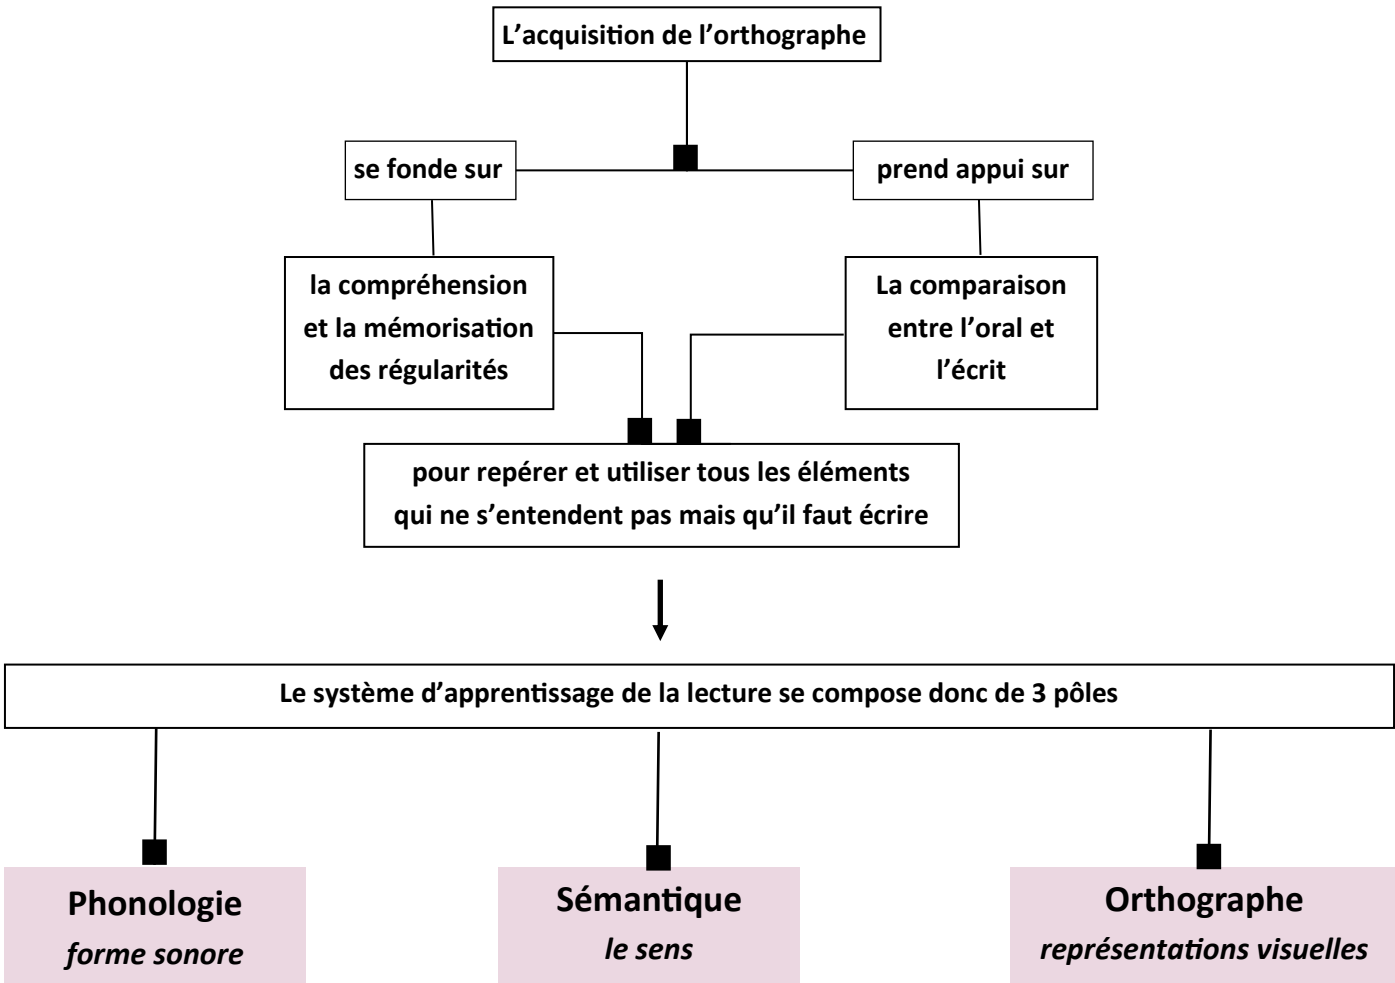 L’acquisition de l’orthographe
se fonde sur
prend appui sur
la compréhension
et la mémorisation
des régularités
La comparaison
entre l’oral et
l’écrit
pour repérer et utiliser tous les éléments
qui ne s’entendent pas mais qu’il faut écrire
Le système d’apprentissage de la lecture se compose donc de 3 pôles
Phonologie
forme sonore
Sémantique
le sens
Orthographe
représentations visuelles